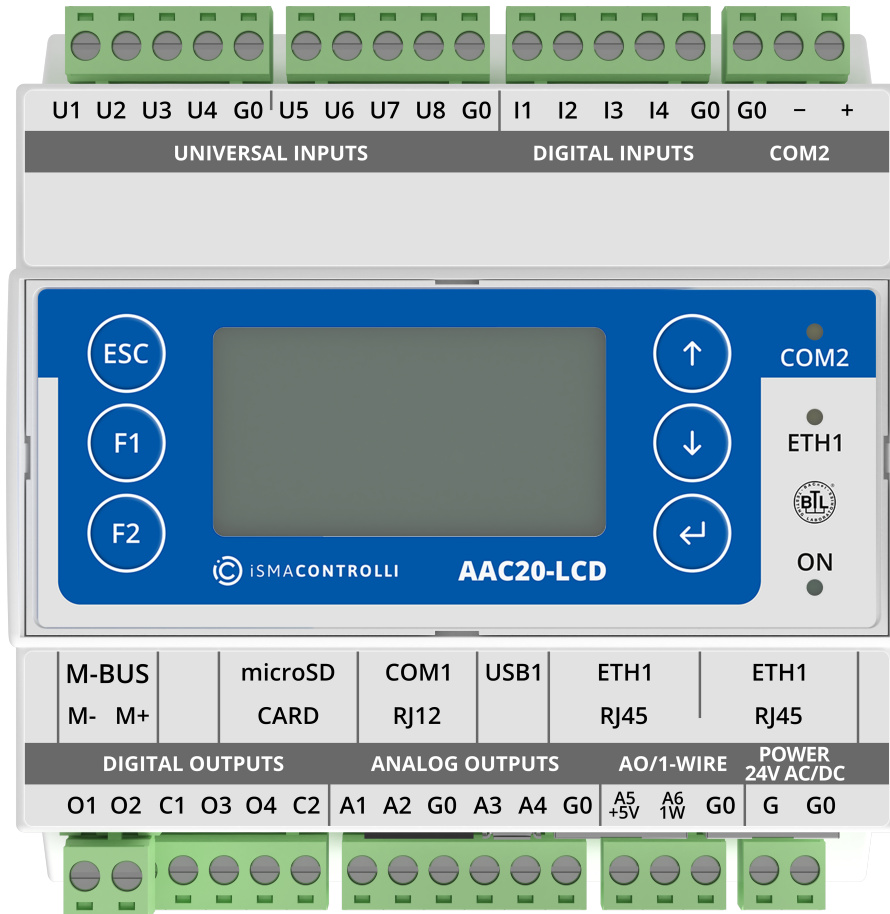 U1 U2 U3 U4 G0 U5 U6 U7 U8 G0 I1 I2 I3 I4 G0 G0 − +
UNIVERSAL INPUTS DIGITAL INPUTS COM2
ESC
F1
F2
↑
↓
↵
COM2
ETH1
BTL
ON
iSMACONTROLLI AAC20-LCD
M-BUS microSD COM1 USB1 ETH1 ETH1
M- M+ CARD RJ12 RJ45 RJ45
DIGITAL OUTPUTS ANALOG OUTPUTS AO/1-WIRE POWER
24V AC/DC
O1 O2 C1 O3 O4 C2 A1 A2 G0 A3 A4 G0 A5 A6 G0 G G0
+5V 1W